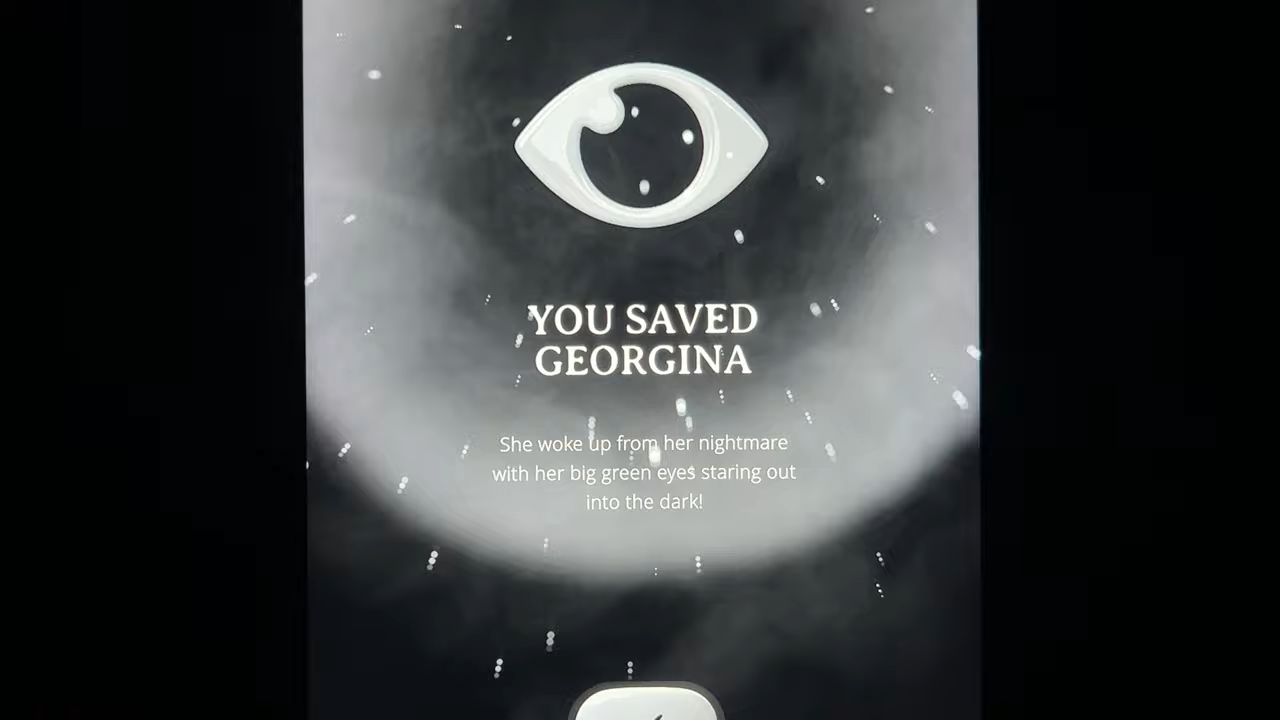 YOU SAVED
GEORGINA
She woke up from her nightmare
with her big green eyes staring out
into the dark!